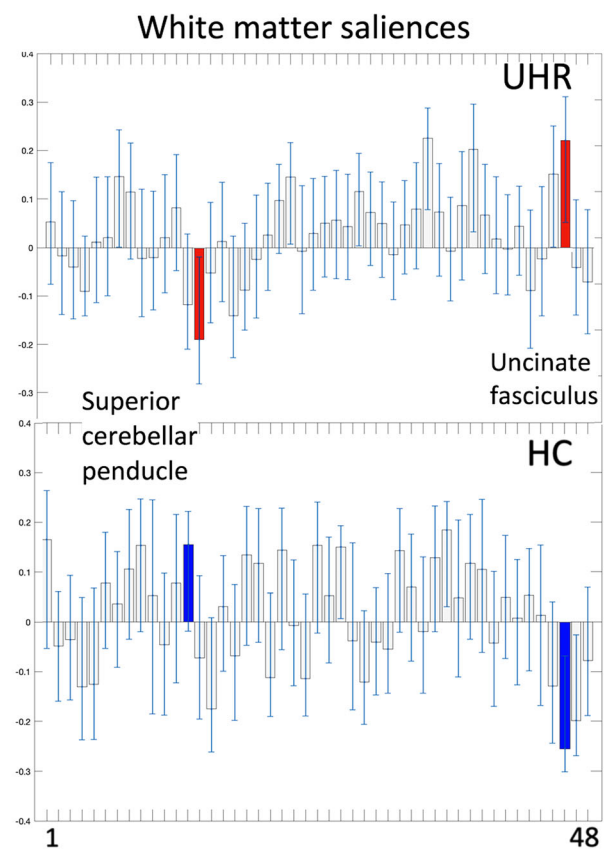 White matter saliences
UHR
0.4
0.3
0.2
0.1
0
-0.1
-0.2
-0.3
Uncinate
fasciculus
Superior
cerebellar
penducle
HC
0.4
0.3
0.2
0.1
0
-0.1
-0.2
-0.3
-0.4
1
48